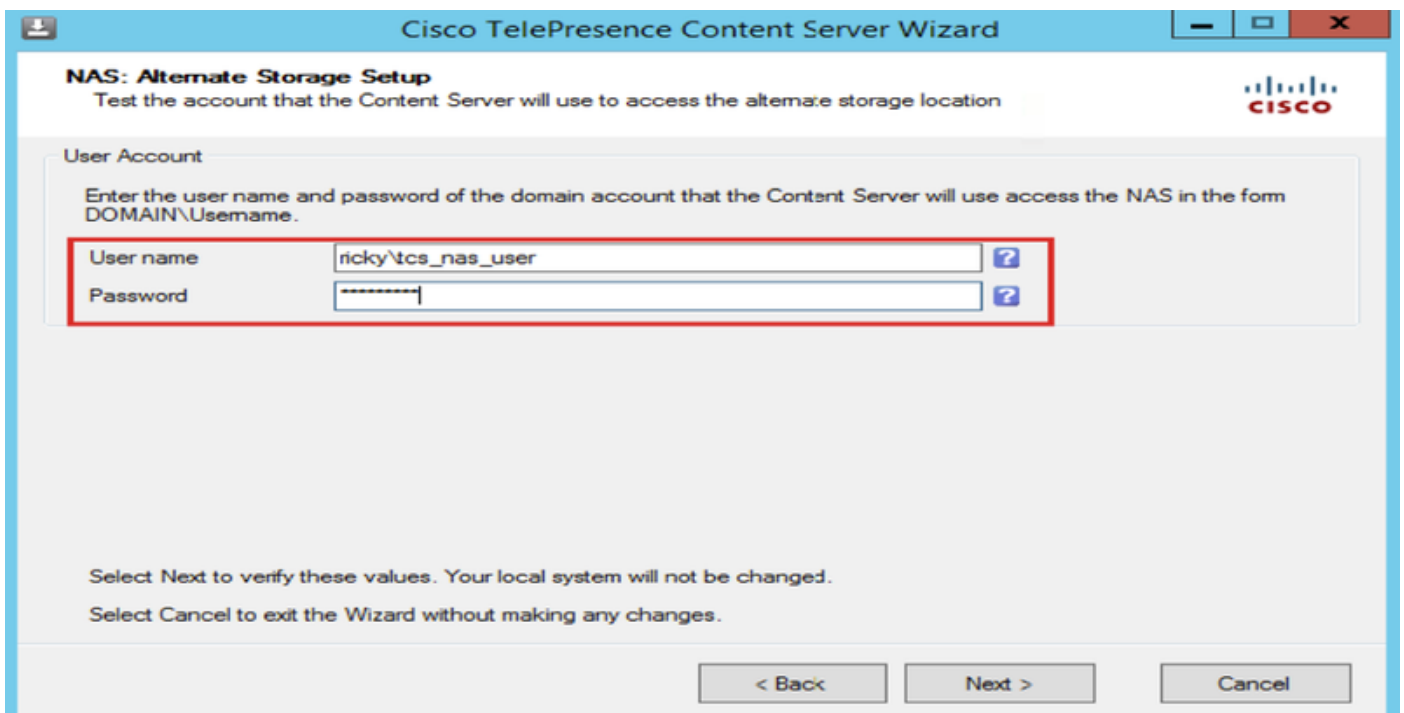 Cisco TelePresence Content Server Wizard
NAS: Alternate Storage Setup
Test the account that the Content Server will use to access the alternate storage location
CISCO
User Account
Enter the user name and password of the domain account that the Content Server will use access the NAS in the form
DOMAIN\Username.
User name ricky\tcs_nas_user ?
Password ********* ?
Select Next to verify these values. Your local system will not be changed.
Select Cancel to exit the Wizard without making any changes.
< Back Next > Cancel